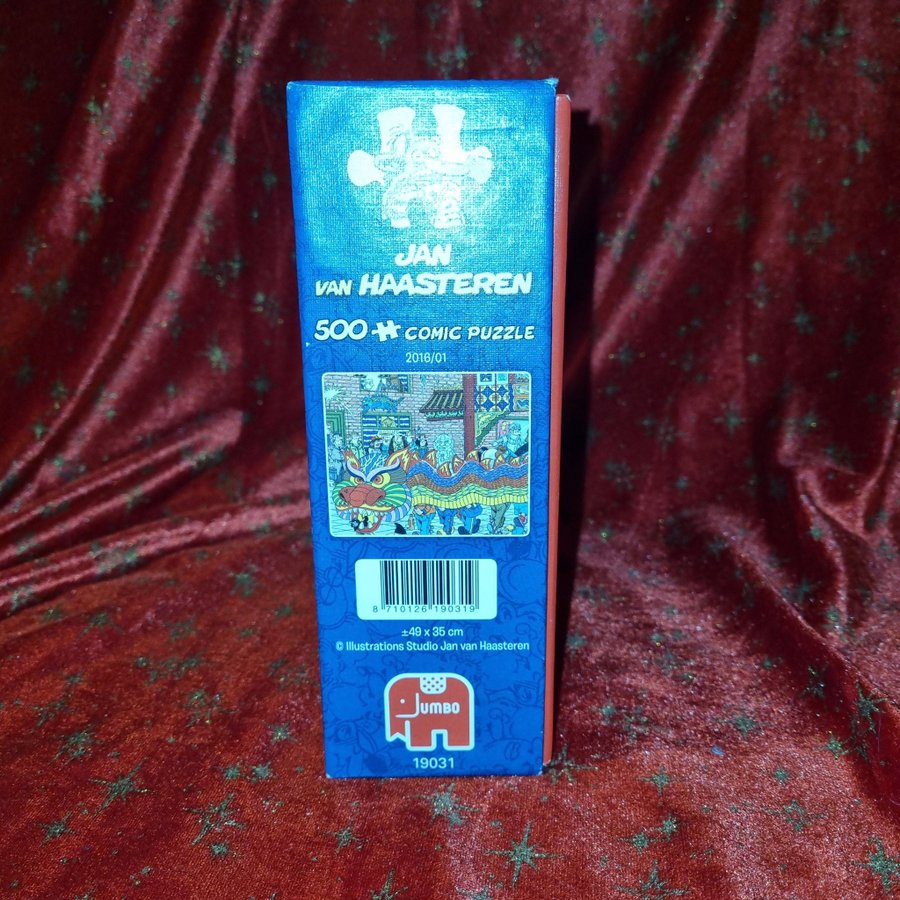 JAN
VAN HAASTEREN
500 COMIC PUZZLE
2016/01
8 710126 190319
±49 x 35 cm
© Illustrations Studio Jan van Haasteren
JUMBO
19031